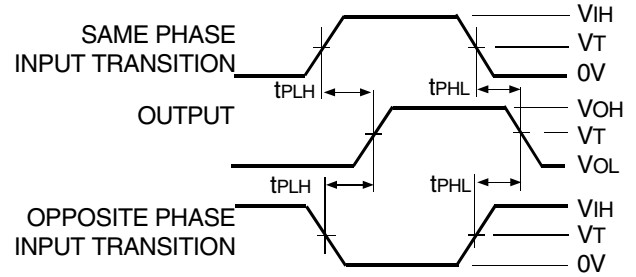 SAME PHASE
INPUT TRANSITION
VIH
VT
0V
tPLH
tPHL
OUTPUT
VOH
VT
VOL
tPLH
tPHL
OPPOSITE PHASE
INPUT TRANSITION
VIH
VT
0V